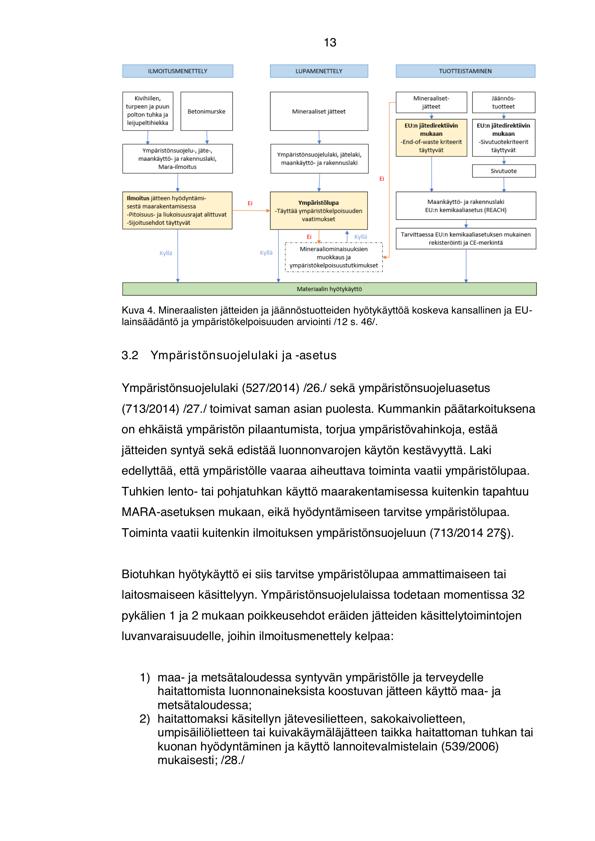 13
ILMOITUSMENETTELY
LUPAMENETTELY
TUOTTEISTAMINEN
Kivihiilen,
turpeen ja puun
polton tuhka ja
leijupetihiekka
Betonimurske
Mineraaliset jätteet
Mineraaliset-
jätteet
Jäännös-
tuotteet
EU:n jätedirektiivin
mukaan
-End-of-waste kriteerit
täyttyvät
EU:n jätedirektiivin
mukaan
-Sivutuotekriteerit
täyttyvät
Ympäristönsuojelu-, jäte-,
maankäyttö- ja rakennuslaki,
Mara-ilmoitus
Ympäristönsuojelulaki, jätelaki,
maankäyttö- ja rakennuslaki
Sivutuote
Ei
Ilmoitus jätteen hyödyntämi-
sestä maarakentamisessa
-Pitoisuus- ja liukoisuusrajat alittuvat
-Sijoitusehdot täyttyvät
Ei
Ympäristölupa
-Täyttää ympäristökelpoisuuden
vaatimukset
Maankäyttö- ja rakennuslaki
EU:n kemikaaliasetus (REACH)
Ei
Kyllä
Tarvittaessa EU:n kemikaaliasetuksen mukainen
rekisteröinti ja CE-merkintä
Kyllä
Kyllä
Mineraaliominaisuuksien
muokkaus ja
ympäristökelpoisuustutkimukset
Materiaalin hyötykäyttö
Kuva 4. Mineraalisten jätteiden ja jäännöstuotteiden hyötykäyttöä koskeva kansallinen ja EU-
lainsäädäntö ja ympäristökelpoisuuden arviointi /12 s. 46/.
3.2 Ympäristönsuojelulaki ja -asetus
Ympäristönsuojelulaki (527/2014) /26./ sekä ympäristönsuojeluasetus
(713/2014) /27./ toimivat saman asian puolesta. Kummankin päätarkoituksena
on ehkäistä ympäristön pilaantumista, torjua ympäristövahinkoja, estää
jätteiden syntyä sekä edistää luonnonvarojen käytön kestävyyttä. Laki
edellyttää, että ympäristölle vaaraa aiheuttava toiminta vaatii ympäristölupaa.
Tuhkien lento- tai pohjatuhkan käyttö maarakentamisessa kuitenkin tapahtuu
MARA-asetuksen mukaan, eikä hyödyntämiseen tarvitse ympäristölupaa.
Toiminta vaatii kuitenkin ilmoituksen ympäristönsuojeluun (713/2014 27§).
Biotuhkan hyötykäyttö ei siis tarvitse ympäristölupaa ammattimaiseen tai
laitosmaiseen käsittelyyn. Ympäristönsuojelulaissa todetaan momentissa 32
pykälien 1 ja 2 mukaan poikkeusehdot eräiden jätteiden käsittelytoimintojen
luvanvaraisuudelle, joihin ilmoitusmenettely kelpaa:
1) maa- ja metsätaloudessa syntyvän ympäristölle ja terveydelle
haitattomista luonnonaineksista koostuvan jätteen käyttö maa- ja
metsätaloudessa;
2) haitattomaksi käsitellyn jätevesilietteen, sakokaivolietteen,
umpisäiliölietteen tai kuivakäymäläjätteen taikka haitattoman tuhkan tai
kuonan hyödyntäminen ja käyttö lannoitevalmistelain (539/2006)
mukaisesti; /28./